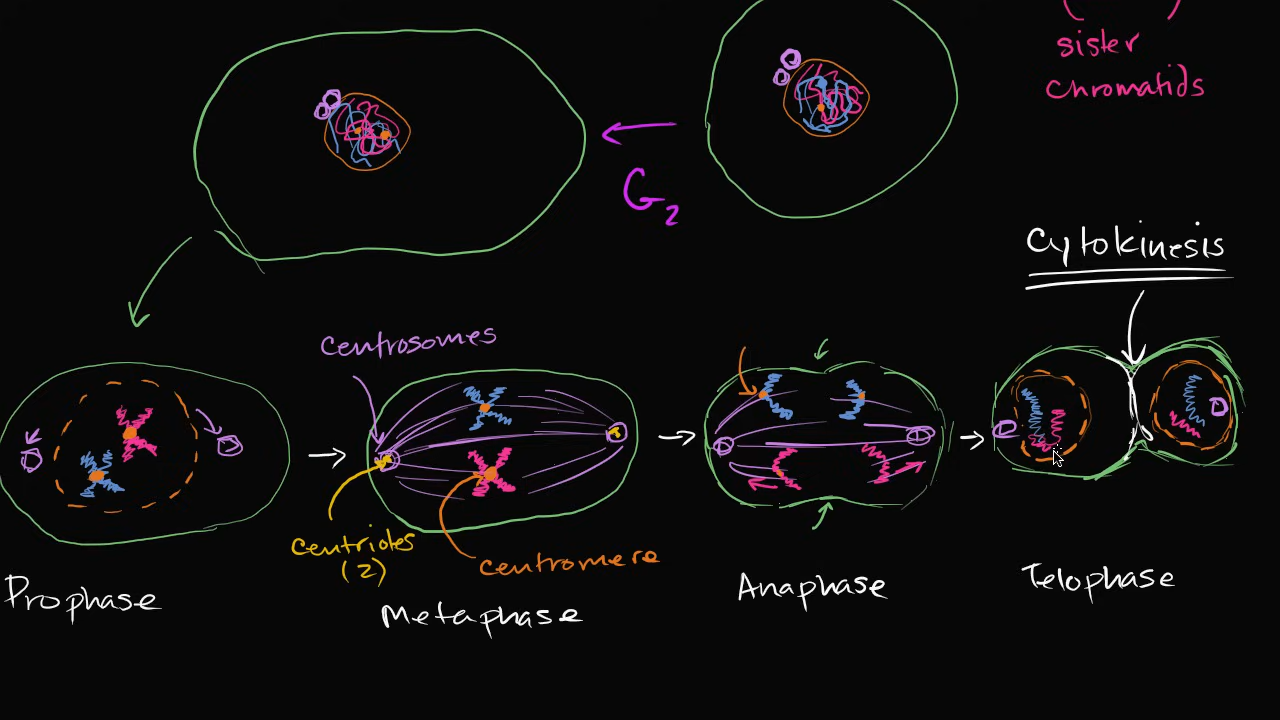 ( )
sister
chromatids
G2
Cytokinesis
centrosomes
centrioles
(2)
centromere
Prophase
Metaphase
Anaphase
Telophase